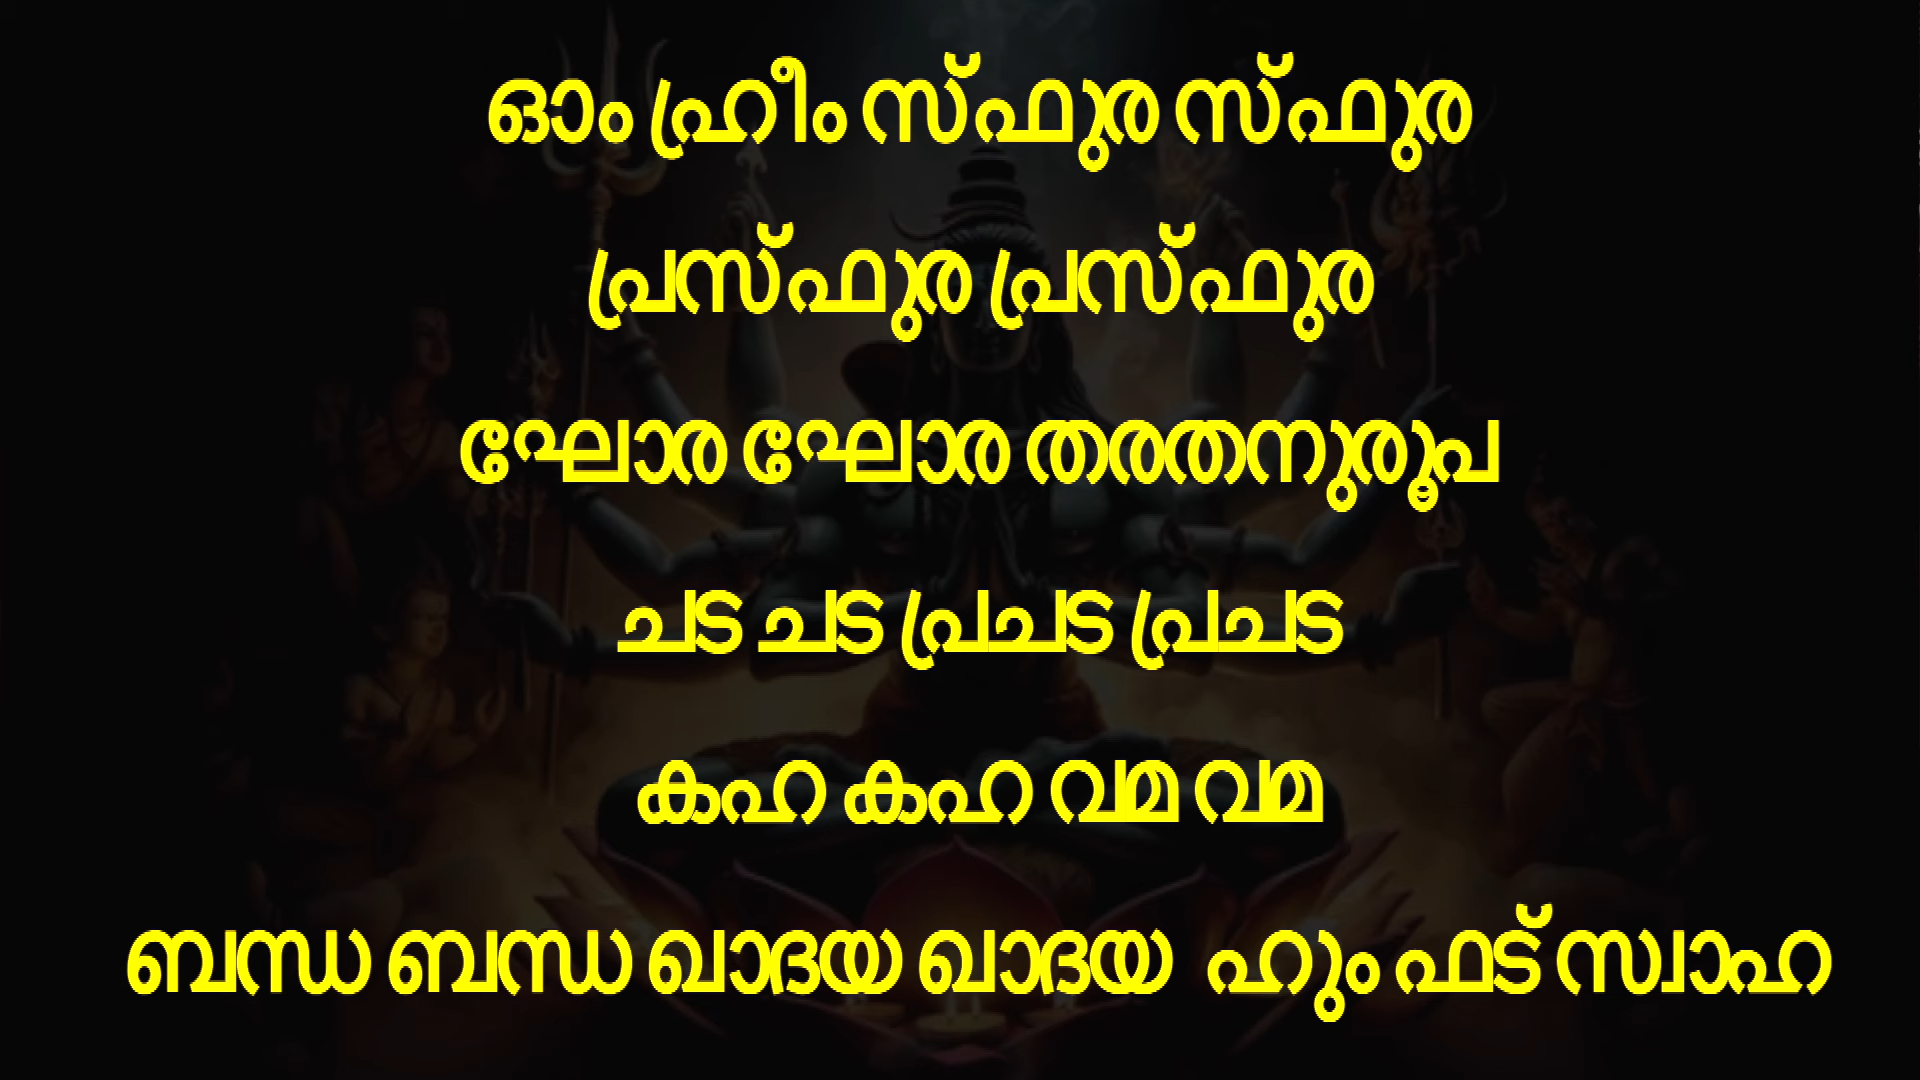 ഓം ഹ്രീം സ്ഫുര സ്ഫുര
പ്രസ്ഫുര പ്രസ്ഫുര
ഘോര ഘോര തരതനുരൂപ
ചട ചട പ്രചട പ്രചട
കഹ കഹ വമ വമ
ബന്ധ ബന്ധ ഖാദയ ഖാദയ ഹും ഫട് സ്വാഹ